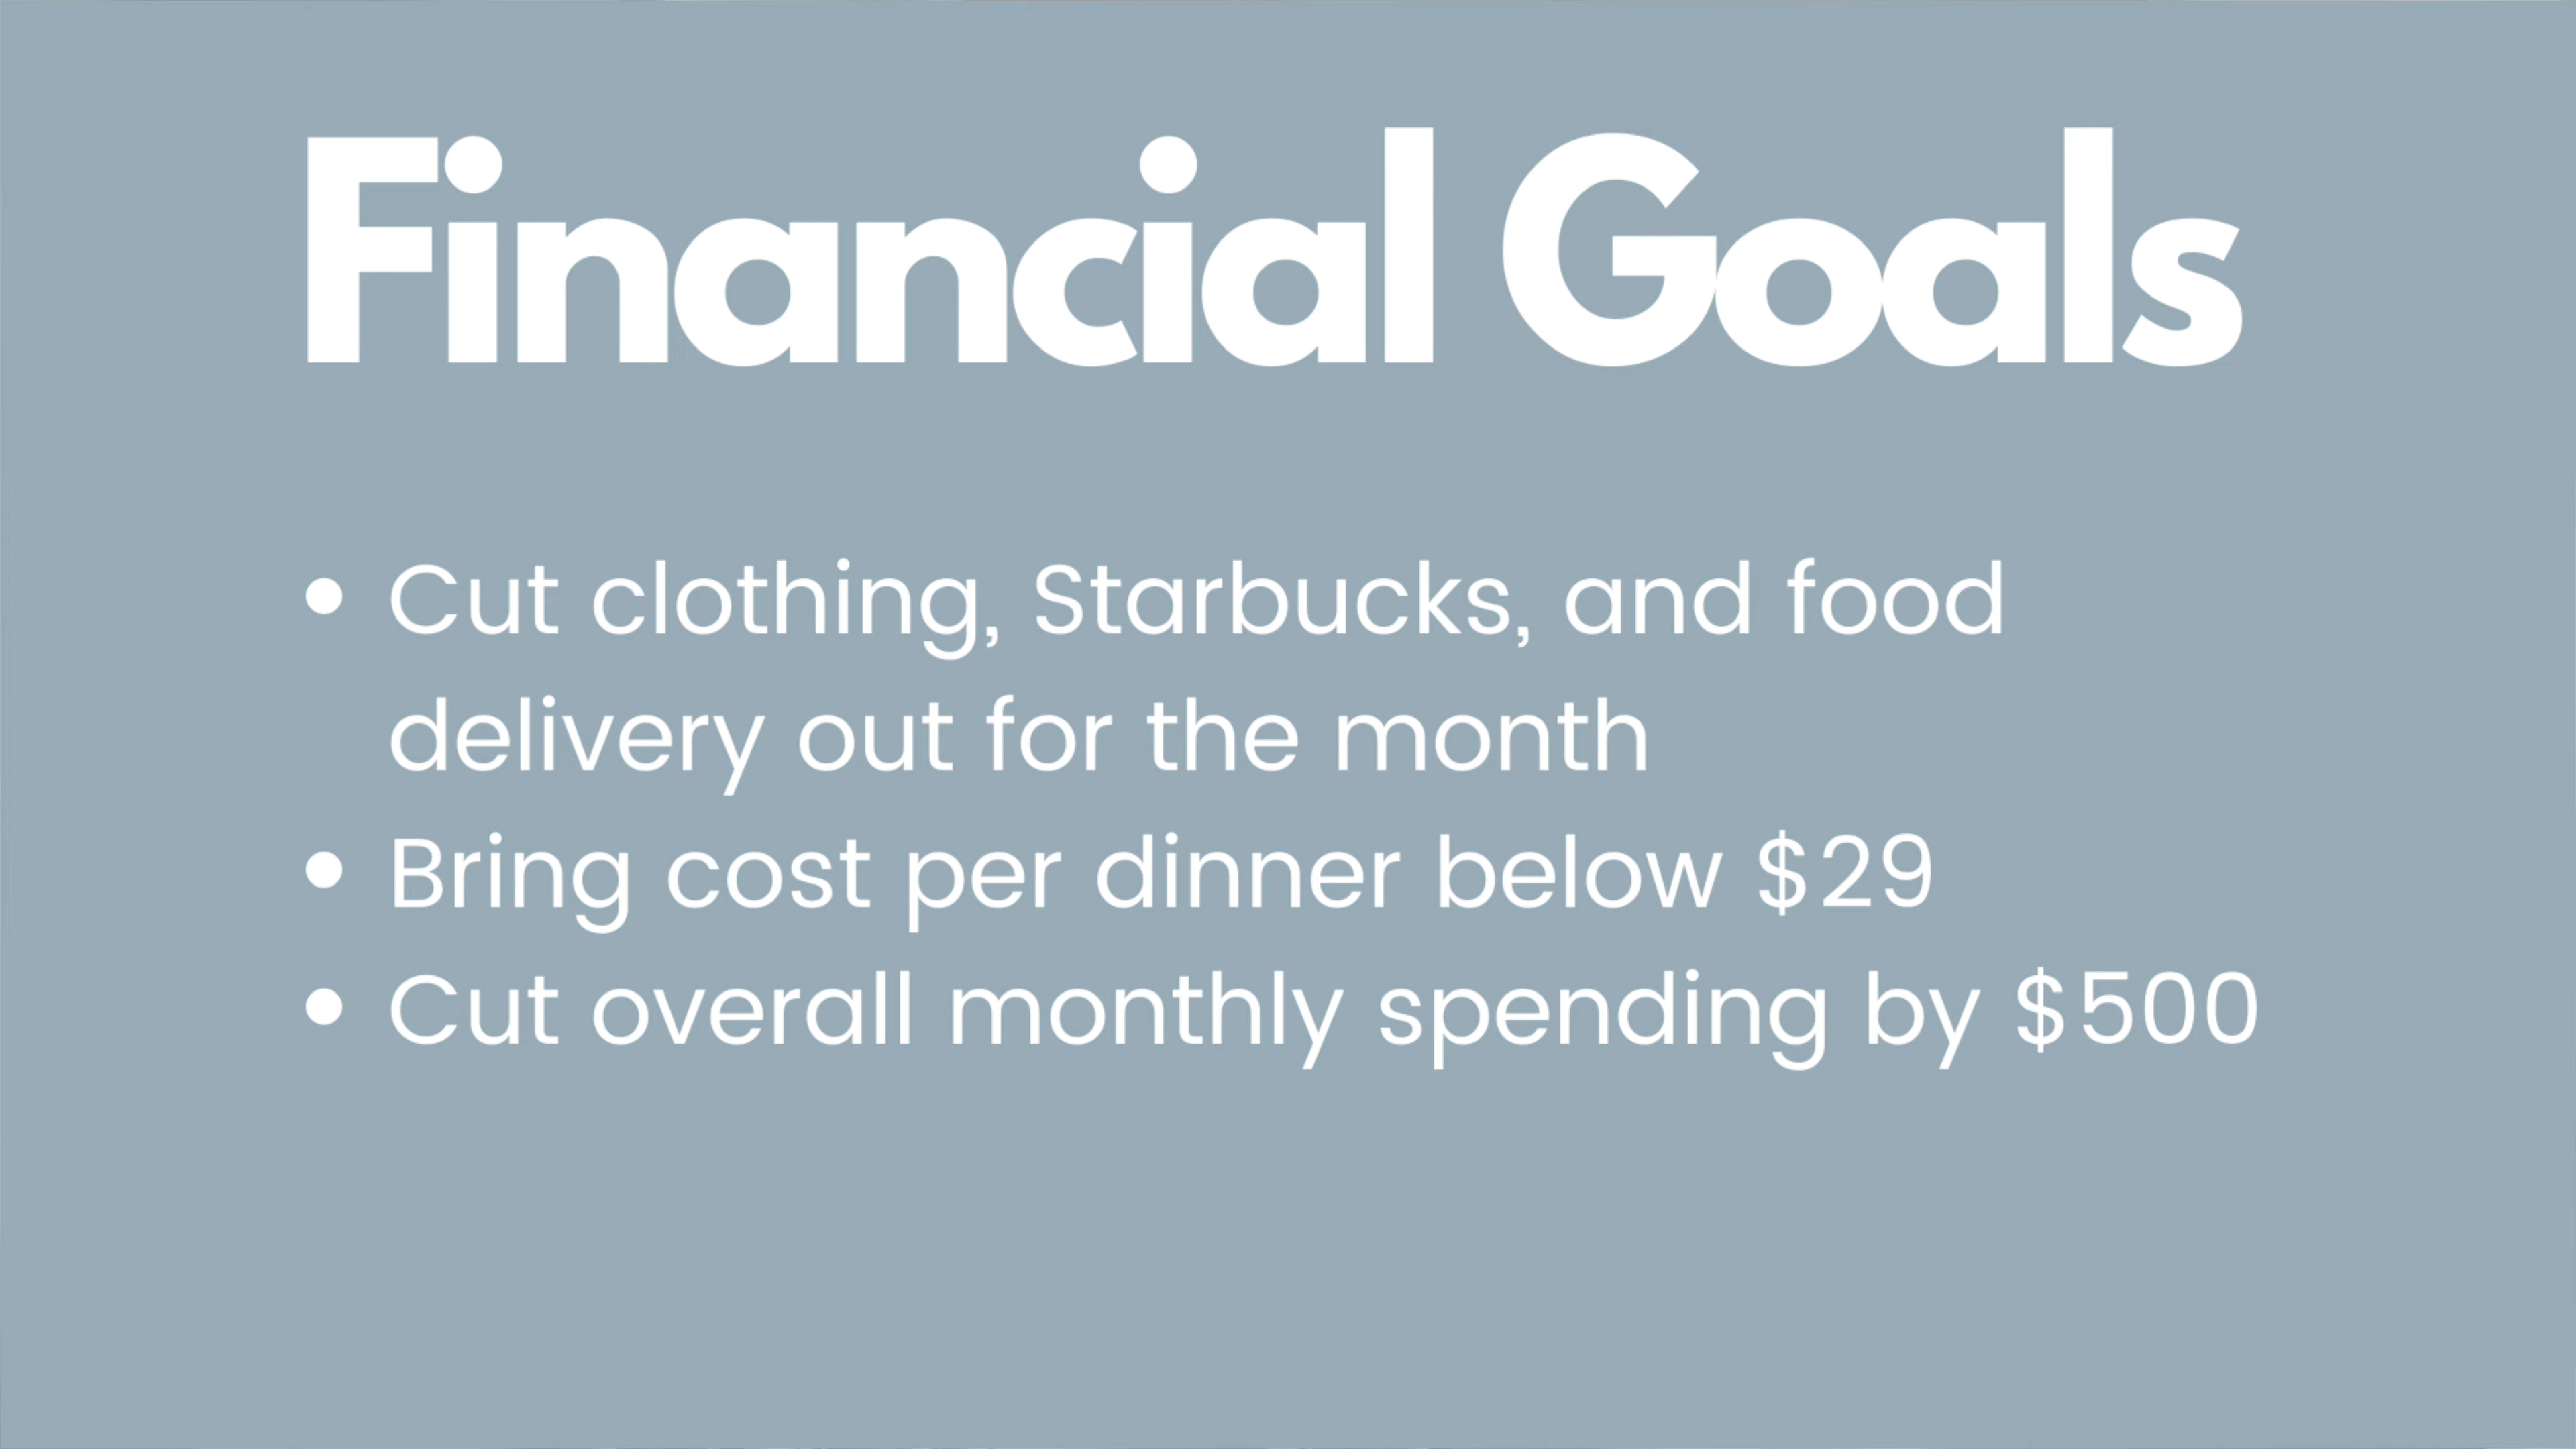 Financial Goals
• Cut clothing, Starbucks, and food
delivery out for the month
• Bring cost per dinner below $29
• Cut overall monthly spending by $500